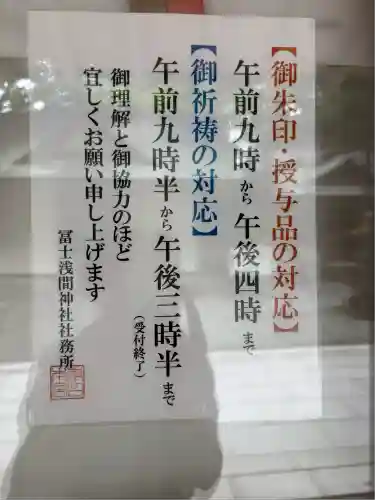 【御朱印・授与品の対応】
午前九時から午後四時まで
【御祈祷の対応】
午前九時半から午後三時半まで
（受付終了）
御理解と御協力のほど
宜しくお願い申し上げます
冨士浅間神社社務所